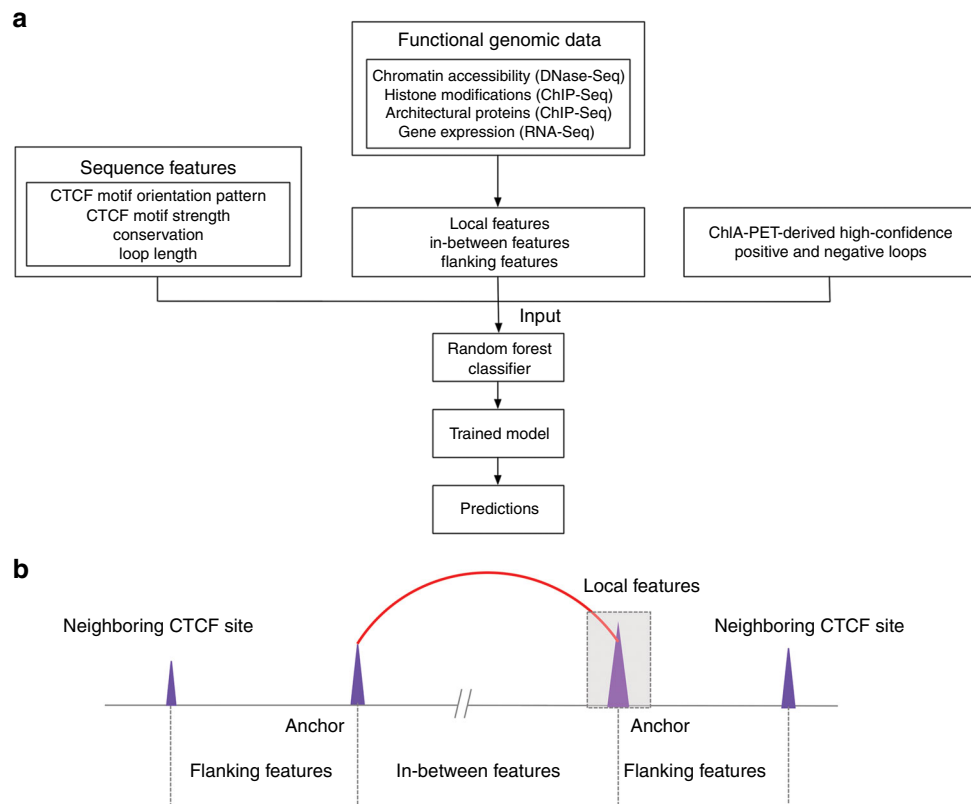 a
Functional genomic data
Chromatin accessibility (DNase-Seq)
Histone modifications (ChIP-Seq)
Architectural proteins (ChIP-Seq)
Gene expression (RNA-Seq)
Sequence features
CTCF motif orientation pattern
CTCF motif strength
conservation
loop length
Local features
in-between features
flanking features
ChIA-PET-derived high-confidence
positive and negative loops
Input
Random forest
classifier
Trained model
Predictions
b
Local features
Neighboring CTCF site
Neighboring CTCF site
Anchor
Anchor
Flanking features
In-between features
Flanking features